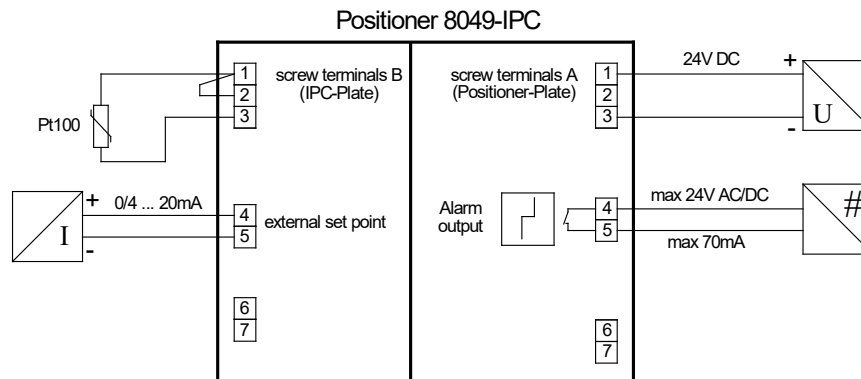 Positioner 8049-IPC
1
2
3
screw terminals B
(IPC-Plate)
Pt100
+
0/4 ... 20mA
I
-
4
5
external set point
6
7
screw terminals A
(Positioner-Plate)
1
2
3
24V DC
+
U
-
Alarm
output
4
5
max 24V AC/DC
#
max 70mA
6
7